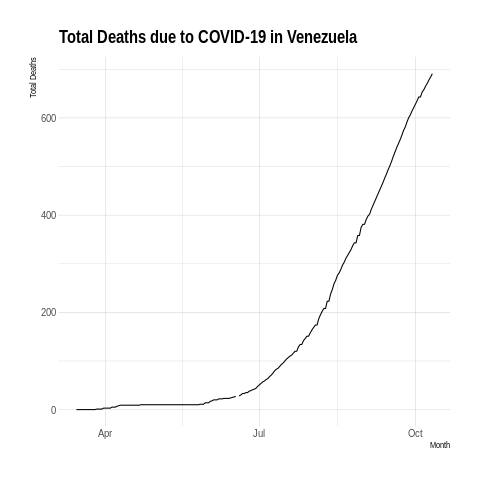 Total Deaths due to COVID-19 in Venezuela
Total Deaths
600
400
200
0
Apr
Jul
Oct
Month